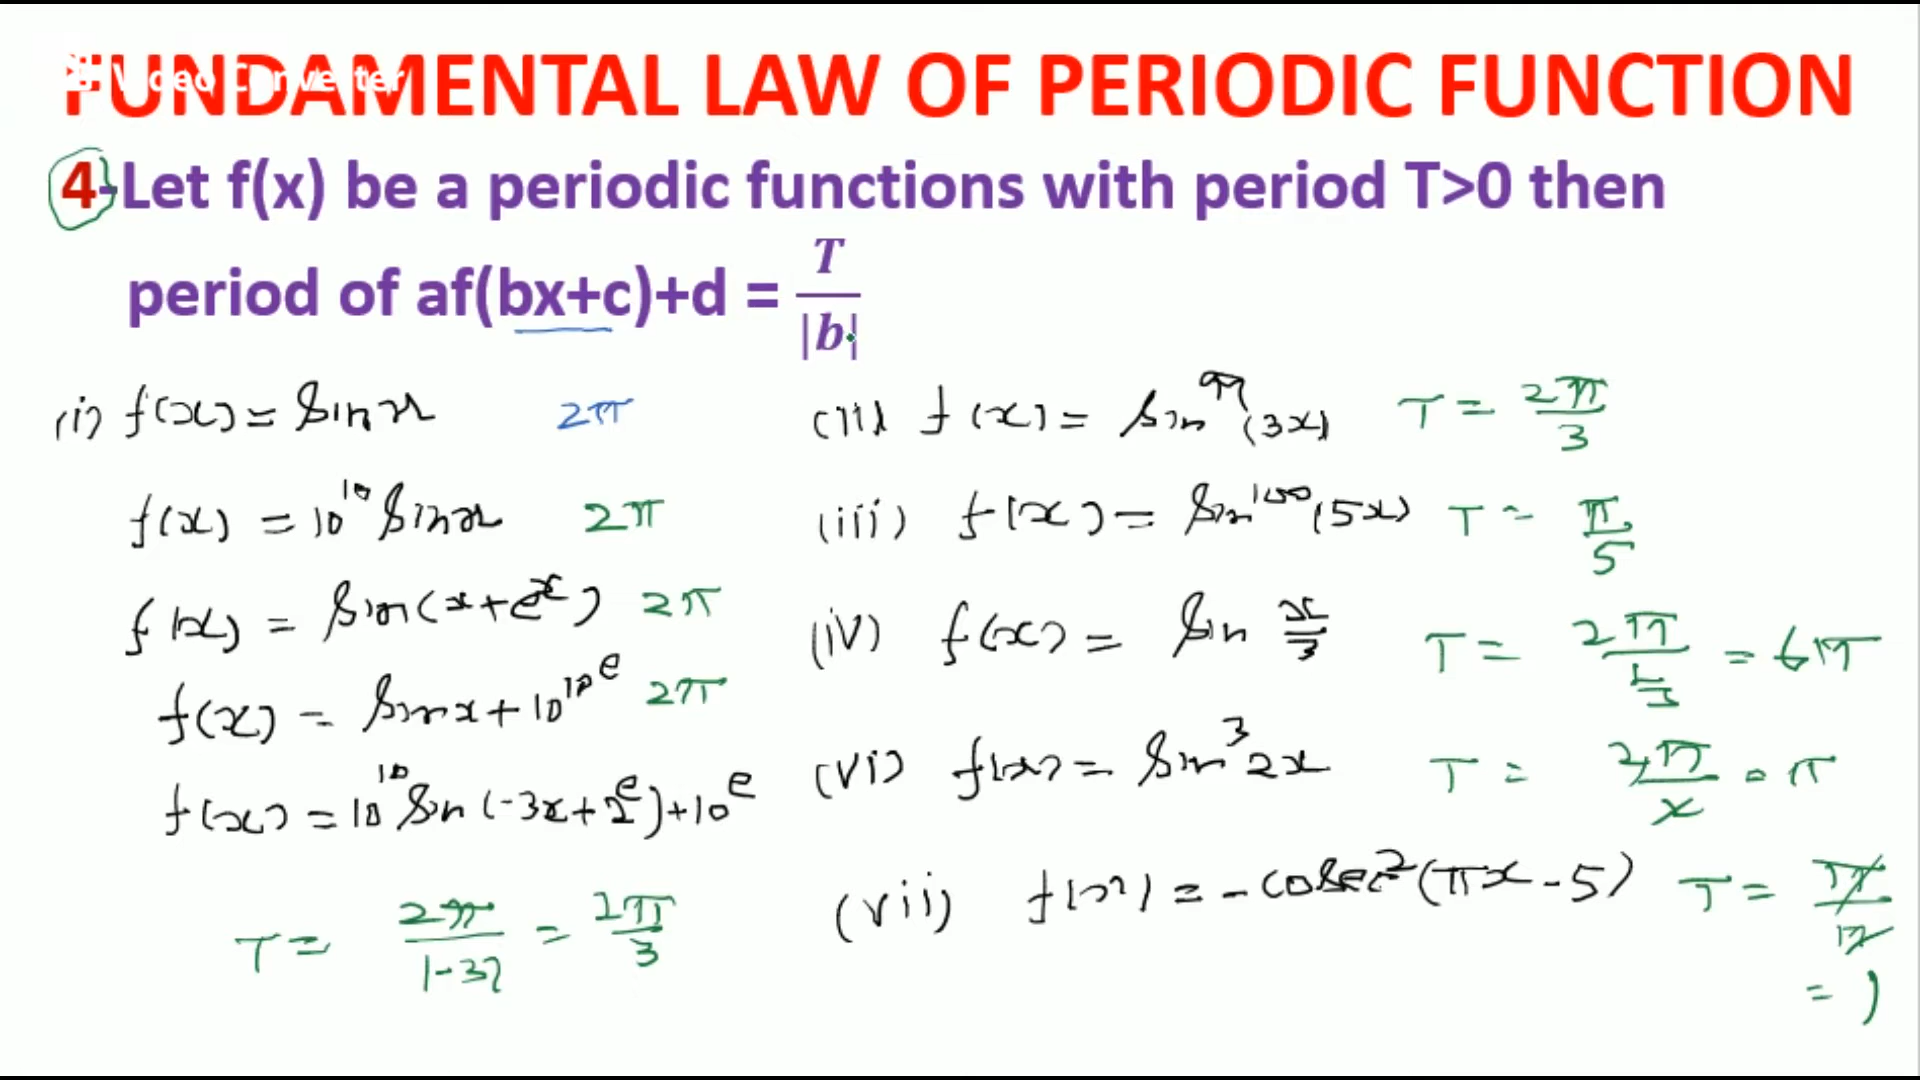 FUNDAMENTAL LAW OF PERIODIC FUNCTION
Video Converter
4-Let f(x) be a periodic functions with period T>0 then
period of af(bx+c)+d = T/|b|
(i) f(x) = sin x 2π
f(x) = 10^10 sin x 2π
f(x) = sin(x+e^x) 2π
f(x) = sin x + 10^10^e 2π
f(x) = 10^10 sin(-3x+2^e)+10^e
T = 2π/|-3| = 2π/3
(ii) f(x) = sin^π(3x) T = 2π/3
(iii) f(x) = sin^100(5x) T = π/5
(iv) f(x) = sin x/3 T = 2π/(1/3) = 6π
(vi) f(x) = sin^3 2x T = 2π/2 = π
(vii) f(x) = -cosec^2(πx-5) T = π/π
= 1